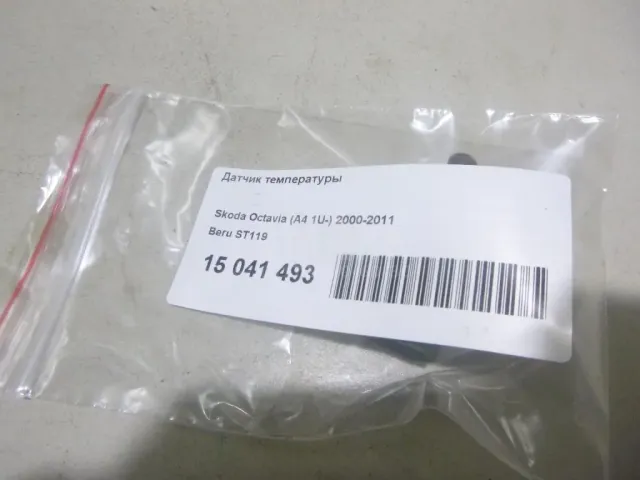 Датчик температуры
Skoda Octavia (A4 1U-) 2000-2011
Beru ST119
15 041 493